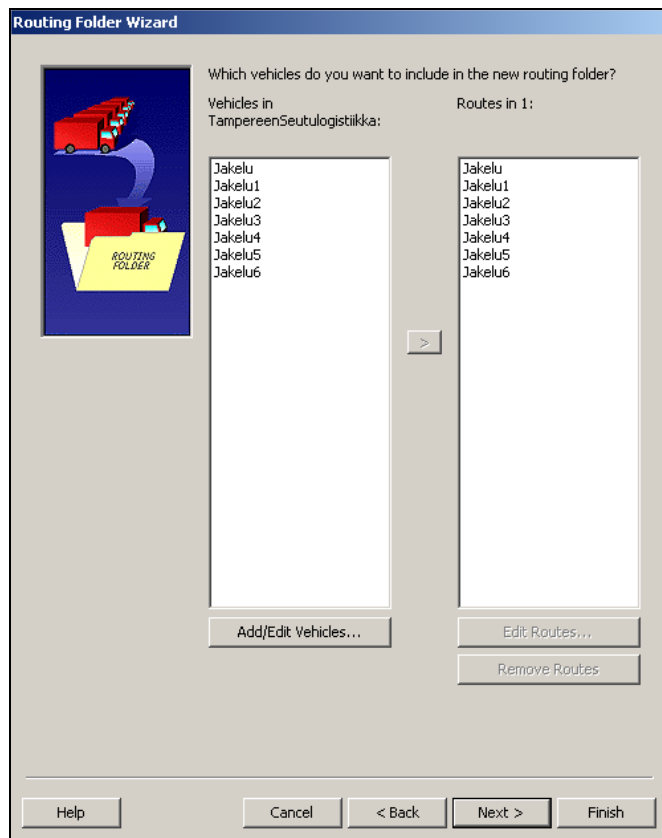 Routing Folder Wizard
Which vehicles do you want to include in the new routing folder?
Vehicles in
TampereenSeutulogistiikka:
Routes in 1:
ROUTING
FOLDER
Jakelu
Jakelu1
Jakelu2
Jakelu3
Jakelu4
Jakelu5
Jakelu6
>
Jakelu
Jakelu1
Jakelu2
Jakelu3
Jakelu4
Jakelu5
Jakelu6
Add/Edit Vehicles...
Edit Routes...
Remove Routes
Help
Cancel
< Back
Next >
Finish